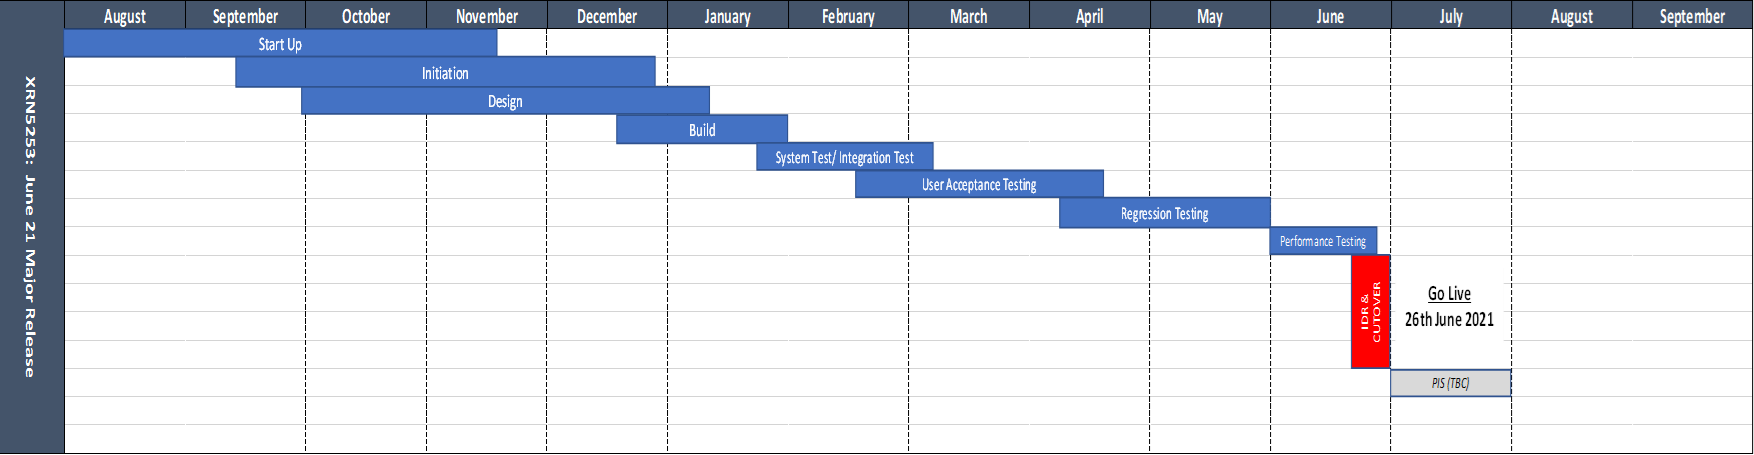 August September October November December January February March April May June July August September
XRN5253: June 21 Major Release
Start Up
Initiation
Design
Build
System Test/ Integration Test
User Acceptance Testing
Regression Testing
Performance Testing
IDR &
CUTOVER
Go Live
26th June 2021
PIS (TBC)